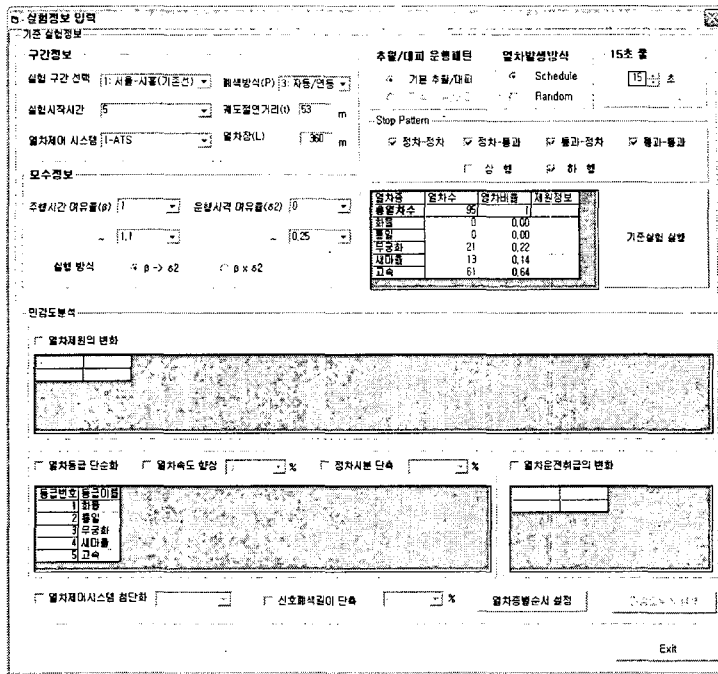 실험정보 입력
기준 실험정보
구간정보
실험 구간 선택 1: 서울-시흥(기존선) 폐색방식(P) 3: 자동/연동
실험시작시간 5 궤도절연거리(t) 53 m
열차제어 시스템 1-ATS 열차장(L) 360 m
추월/대피 운행패턴 열차발생방식 15초 룰
기본 추월/대피 Schedule 15 초
Random
Stop Pattern
정차-정차 정차-통과 통과-정차 통과-통과
상 행 하 행
모수정보
주행시간 여유률(β) 1 운행시격 여유률(δ2) 0
~ 1,1 ~ 0,25
실행 방식 β -> δ2 β x δ2
열차종 열차수 열차비율 제원정보
총열차수 95 1
화물 0 0,00
통일 0 0,00
무궁화 21 0,22
새마을 13 0,14
고속 61 0,64
기준실험 실행
민감도분석
열차제원의 변화
열차등급 단순화 열차속도 향상 % 정차시분 단축 % 열차운전취급의 변화
등급번호 등급이름
1 화물
2 통일
3 무궁화
4 새마을
5 고속
열차제어시스템 첨단화 신호폐색길이 단축 % 열차종별순서 설정
Exit